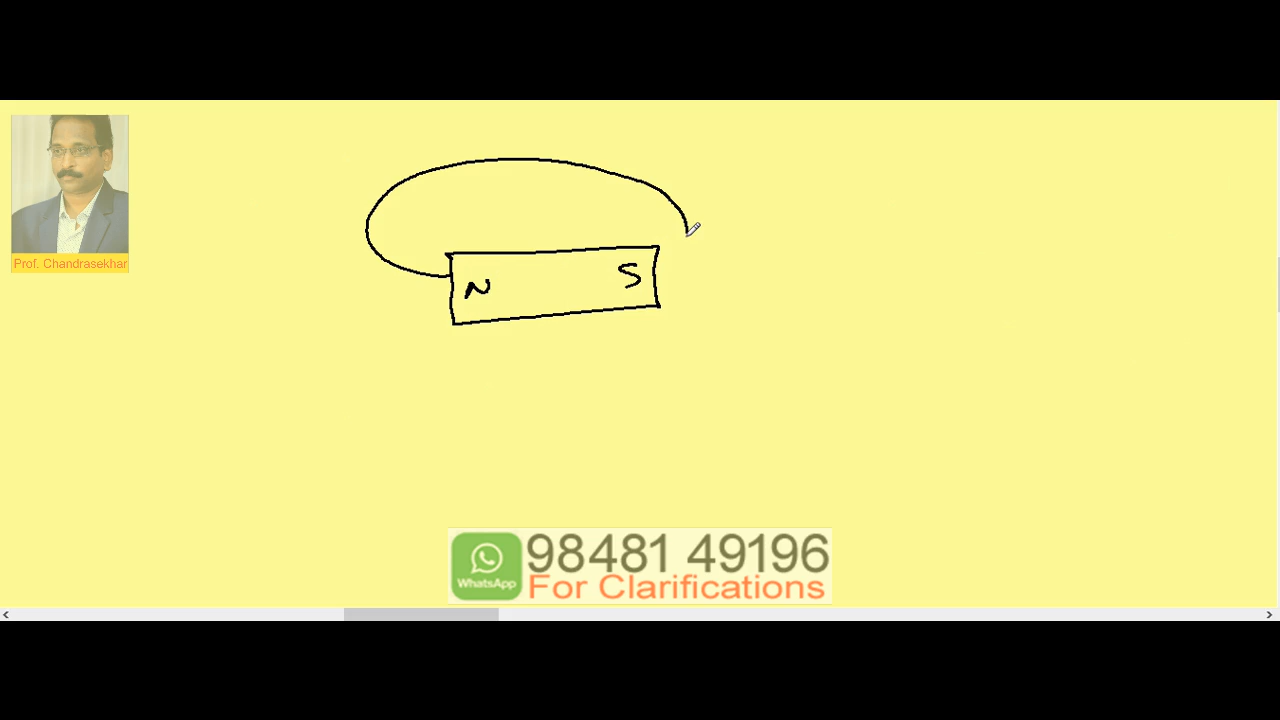 Prof. Chandrasekhar
N
S
WhatsApp
98481 49196
For Clarifications